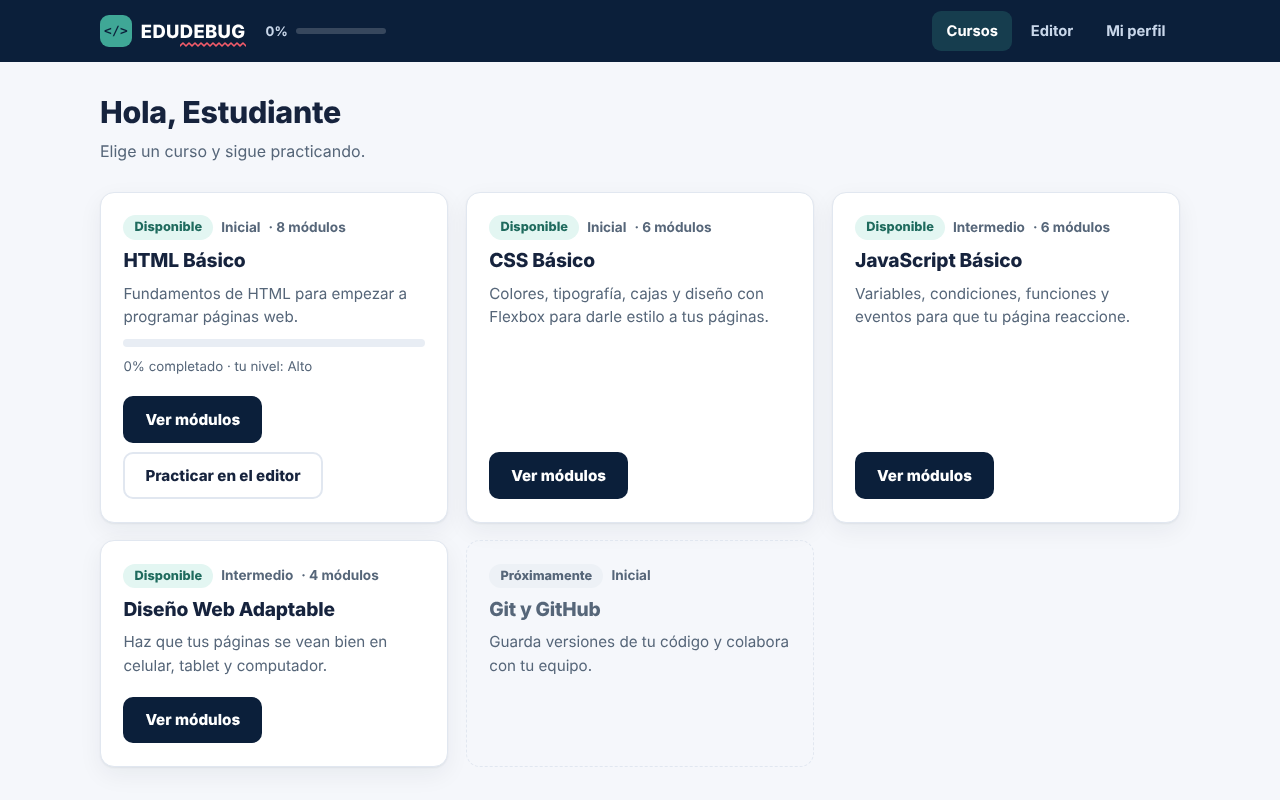 </> EDUDEBUG 0% Cursos Editor Mi perfil
Hola, Estudiante
Elige un curso y sigue practicando.
Disponible Inicial · 8 módulos
HTML Básico
Fundamentos de HTML para empezar a
programar páginas web.
0% completado · tu nivel: Alto
Ver módulos
Practicar en el editor
Disponible Inicial · 6 módulos
CSS Básico
Colores, tipografía, cajas y diseño con
Flexbox para darle estilo a tus páginas.
Ver módulos
Disponible Intermedio · 6 módulos
JavaScript Básico
Variables, condiciones, funciones y
eventos para que tu página reaccione.
Ver módulos
Disponible Intermedio · 4 módulos
Diseño Web Adaptable
Haz que tus páginas se vean bien en
celular, tablet y computador.
Ver módulos
Próximamente Inicial
Git y GitHub
Guarda versiones de tu código y colabora
con tu equipo.